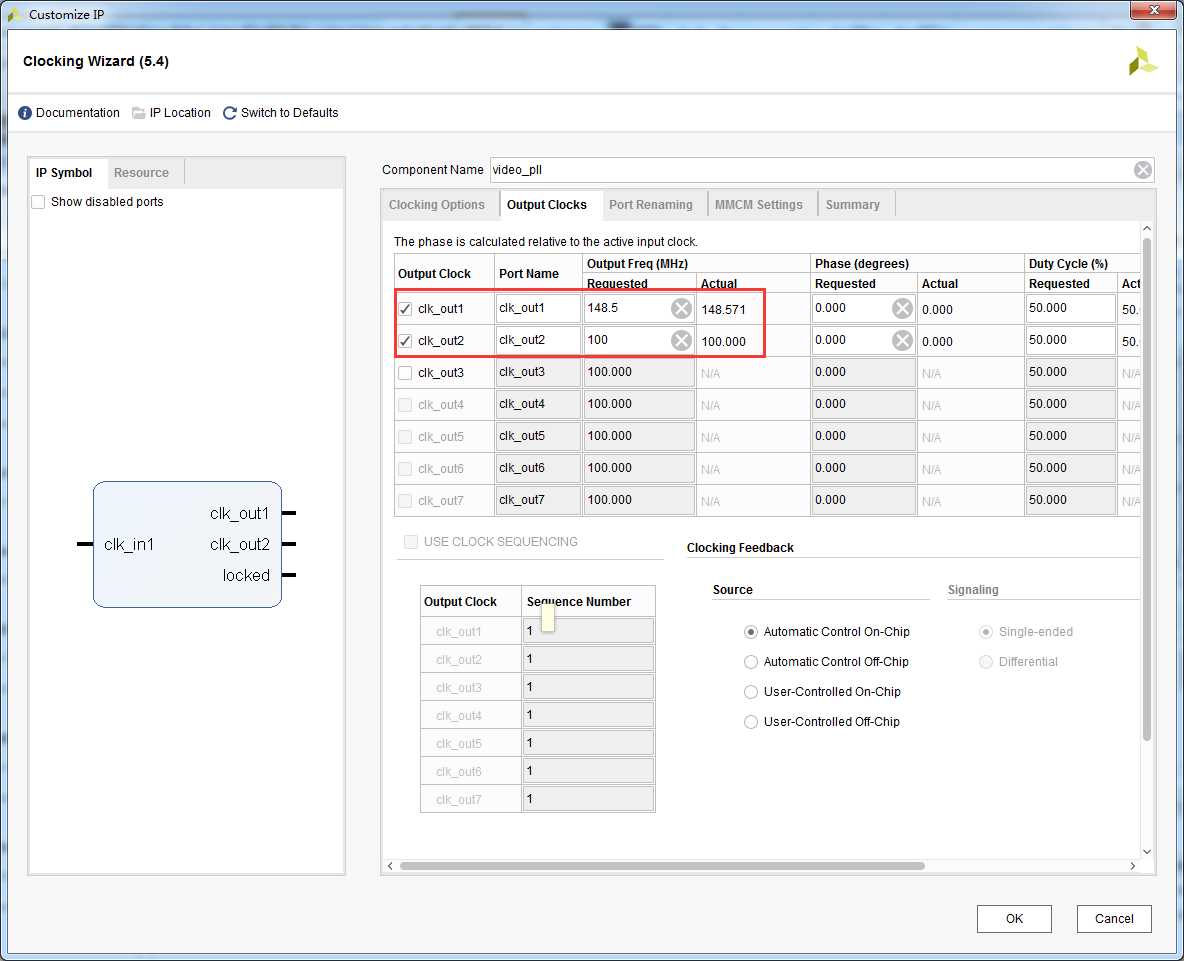 Customize IP
Clocking Wizard (5.4)
Documentation IP Location Switch to Defaults
IP Symbol Resource
Show disabled ports
clk_in1
clk_out1
clk_out2
locked
Component Name video_pll
Clocking Options Output Clocks Port Renaming MMCM Settings Summary
The phase is calculated relative to the active input clock.
Output Clock Port Name Output Freq (MHz) Phase (degrees) Duty Cycle (%)
Requested Actual Requested Actual Requested Act
clk_out1 clk_out1 148.5 148.571 0.000 0.000 50.000 50.
clk_out2 clk_out2 100 100.000 0.000 0.000 50.000 50.
clk_out3 clk_out3 100.000 N/A 0.000 N/A 50.000 N/A
clk_out4 clk_out4 100.000 N/A 0.000 N/A 50.000 N/A
clk_out5 clk_out5 100.000 N/A 0.000 N/A 50.000 N/A
clk_out6 clk_out6 100.000 N/A 0.000 N/A 50.000 N/A
clk_out7 clk_out7 100.000 N/A 0.000 N/A 50.000 N/A
USE CLOCK SEQUENCING
Output Clock Sequence Number
clk_out1 1
clk_out2 1
clk_out3 1
clk_out4 1
clk_out5 1
clk_out6 1
clk_out7 1
Clocking Feedback
Source Signaling
Automatic Control On-Chip Single-ended
Automatic Control Off-Chip Differential
User-Controlled On-Chip
User-Controlled Off-Chip
OK Cancel